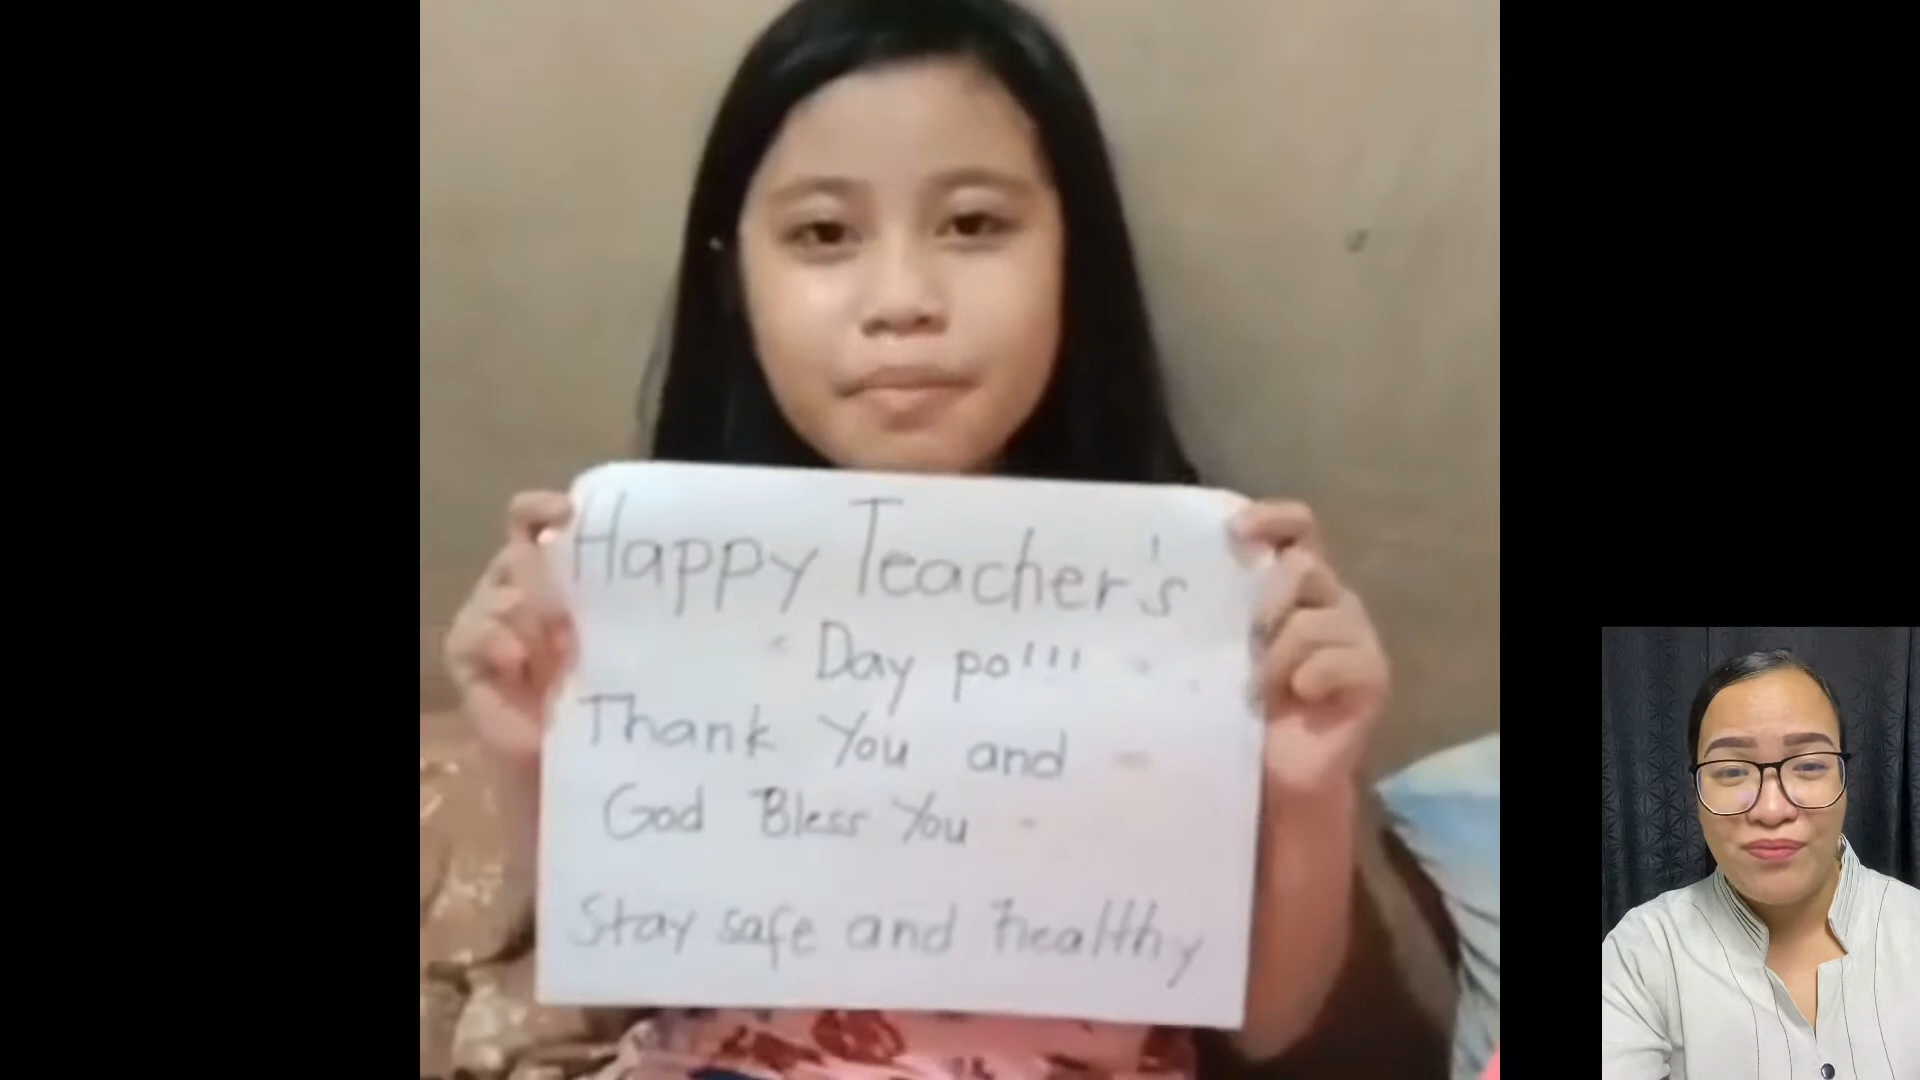 Happy Teacher's
Day po!!!
Thank You and
God Bless You
Stay safe and healthy